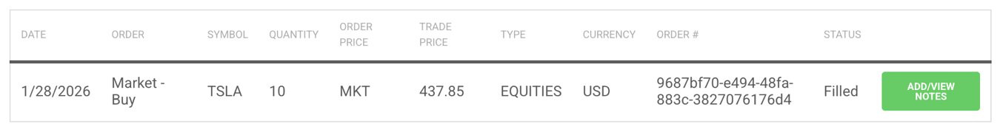 DATE
ORDER
SYMBOL
QUANTITY
ORDER
PRICE
TRADE
PRICE
TYPE
CURRENCY
ORDER #
STATUS
1/28/2026
Market -
Buy
TSLA
10
MKT
437.85
EQUITIES
USD
9687bf70-e494-48fa-
883c-3827076176d4
Filled
ADD/VIEW
NOTES